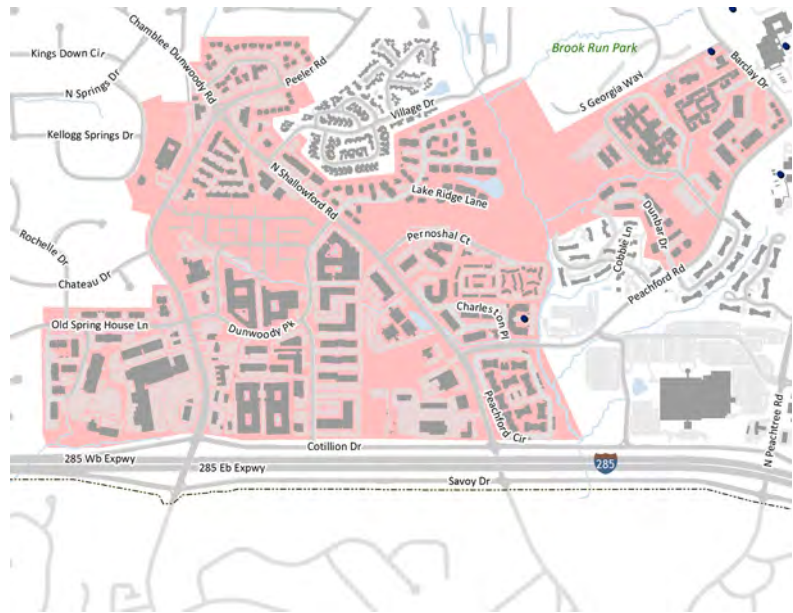 Chamblee Dunwoody Rd
Kings Down Cir
Brook Run Park
Barclay Dr
N Springs Dr
Peeler Rd
S Georgia Way
Village Dr
Kellogg Springs Dr
N Shallowford Rd
Lake Ridge Lane
Dunbar Dr
Rochelle Dr
Pernoshal Ct
Cobble Ln
Chateau Dr
Peachford Rd
Charleston Pl
Old Spring House Ln
Dunwoody Pk
Peachford Cir
N Peachtree Rd
Cotillion Dr
285 Wb Expwy
285 Eb Expwy
285
Savoy Dr